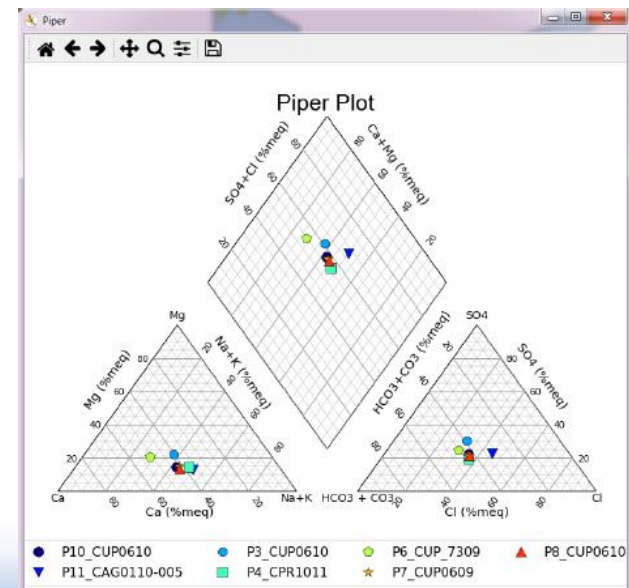 Piper
Piper Plot
SO4+Cl (%meq)
Ca+Mg (%meq)
80
80
60
60
40
40
20
20
Mg
SO4
Mg (%meq)
Na+K (%meq)
HCO3+CO3 (%meq)
SO4 (%meq)
80
20
80
20
60
40
60
40
40
60
40
60
20
80
20
80
Ca
Na+K
HCO3 + CO3
Cl
80
60
40
20
20
40
60
80
Ca (%meq)
Cl (%meq)
P10_CUP0610
P3_CUP0610
P6_CUP_7309
P8_CUP0610
P11_CAG0110-005
P4_CPR1011
P7_CUP0609